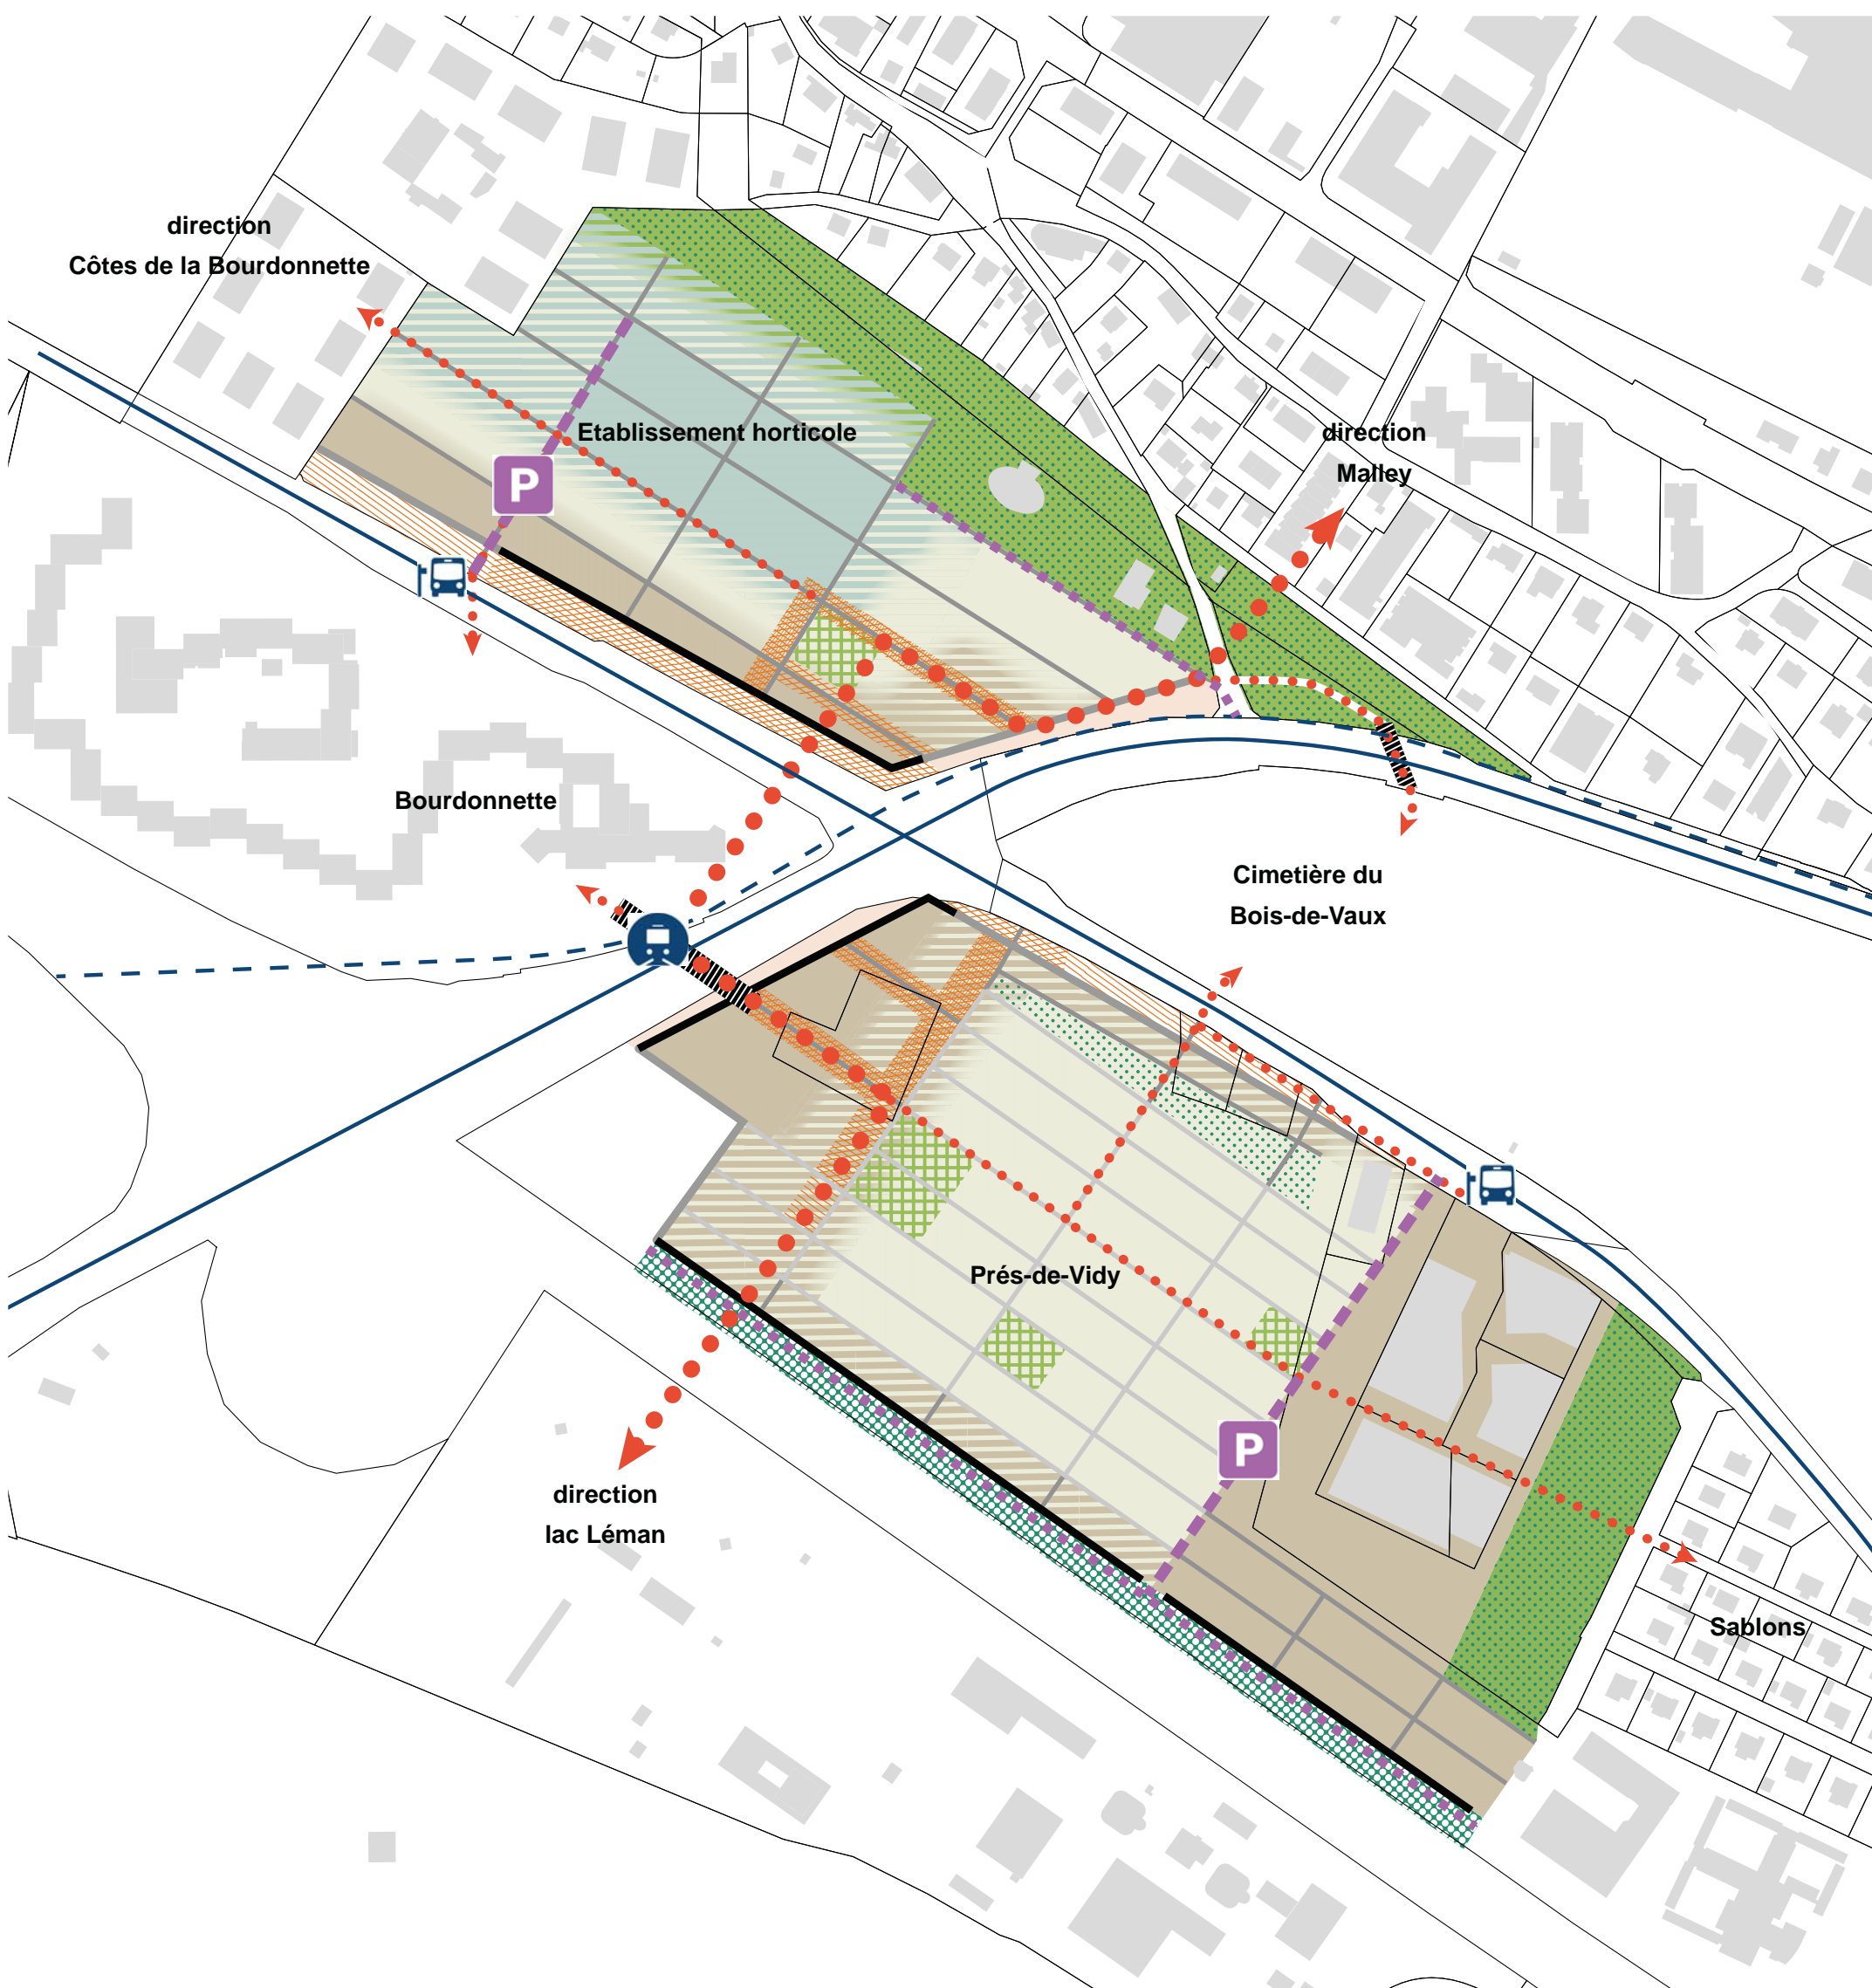 direction
Côtes de la Bourdonnette
Etablissement horticole
direction
Malley
P
Bourdonnette
Cimetière du
Bois-de-Vaux
Prés-de-Vidy
P
direction
lac Léman
Sablons